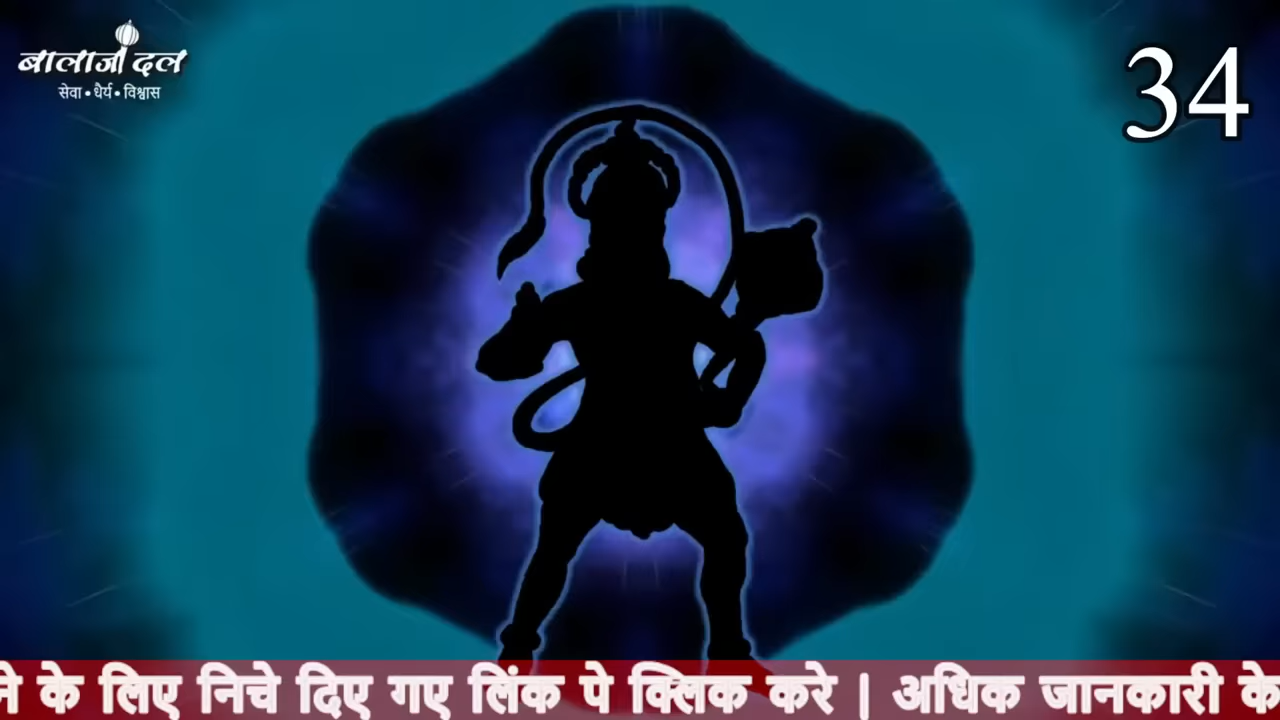 बालाजी दल
सेवा • धैर्य • विश्वास
34
ने के लिए निचे दिए गए लिंक पे क्लिक करे | अधिक जानकारी के